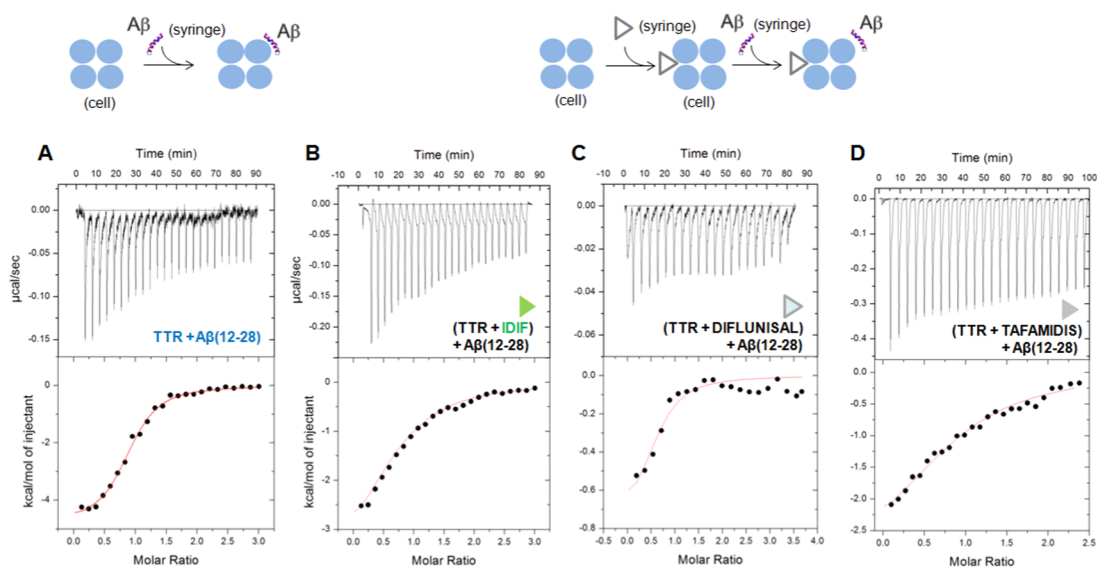 Aβ (syringe) Aβ
(cell)
(syringe) Aβ (syringe) Aβ
(cell) (cell)
A B C D
Time (min)
0 10 20 30 40 50 60 70 80 90
0.00
-0.05
-0.10
-0.15
µcal/sec
TTR + Aβ(12-28)
0
-2
-4
kcal/mol of injectant
0.0 0.5 1.0 1.5 2.0 2.5 3.0
Molar Ratio
Time (min)
-10 0 10 20 30 40 50 60 70 80 90
0.00
-0.05
-0.10
-0.15
-0.20
(TTR + IDIF)
+ Aβ(12-28)
0
-1
-2
-3
0.0 0.5 1.0 1.5 2.0 2.5 3.0
Molar Ratio
Time (min)
0 10 20 30 40 50 60 70 80 90
0.00
-0.02
-0.04
-0.06
(TTR + DIFLUNISAL)
+ Aβ(12-28)
0.0
-0.2
-0.4
-0.6
-0.8
0.0 0.5 1.0 1.5 2.0 2.5 3.0 3.5 4.0
Molar Ratio
Time (min)
0 10 20 30 40 50 60 70 80 90 100
0.0
-0.1
-0.2
-0.3
-0.4
(TTR + TAFAMIDIS)
+ Aβ(12-28)
0.0
-0.5
-1.0
-1.5
-2.0
-2.5
0.0 0.5 1.0 1.5 2.0 2.5
Molar Ratio